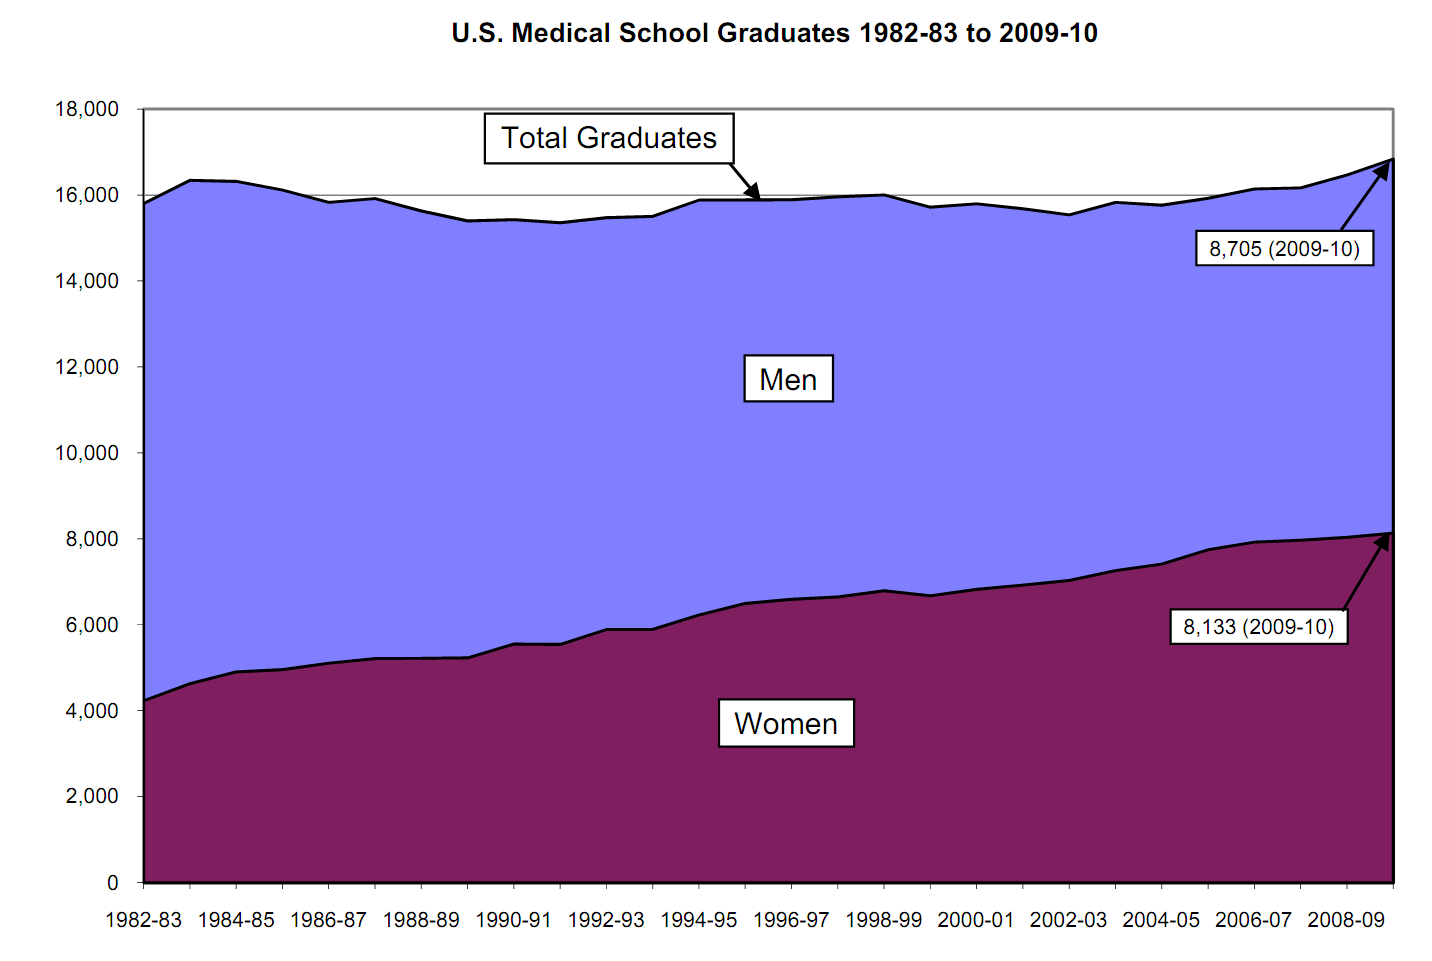 U.S. Medical School Graduates 1982-83 to 2009-10
18,000
Total Graduates
16,000
8,705 (2009-10)
14,000
12,000
Men
10,000
8,000
6,000
8,133 (2009-10)
4,000
Women
2,000
0
1982-83 1984-85 1986-87 1988-89 1990-91 1992-93 1994-95 1996-97 1998-99 2000-01 2002-03 2004-05 2006-07 2008-09